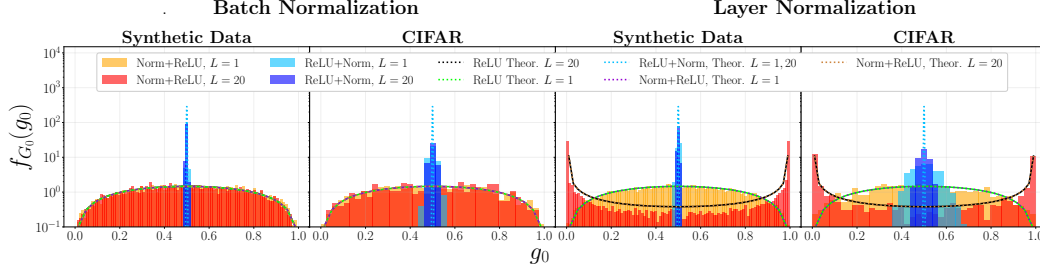 Batch Normalization Layer Normalization
Synthetic Data CIFAR Synthetic Data CIFAR
Norm+ReLU, L = 1 ReLU+Norm, L = 1 ReLU Theor. L = 20 ReLU+Norm, Theor. L = 1, 20 Norm+ReLU, Theor. L = 20
Norm+ReLU, L = 20 ReLU+Norm, L = 20 ReLU Theor. L = 1 Norm+ReLU, Theor. L = 1
10^4
10^3
10^2
10^1
10^0
10^-1
f_{G_0}(g_0)
0.0 0.2 0.4 0.6 0.8 1.0 0.0 0.2 0.4 0.6 0.8 1.0 0.0 0.2 0.4 0.6 0.8 1.0 0.0 0.2 0.4 0.6 0.8 1.0
g_0